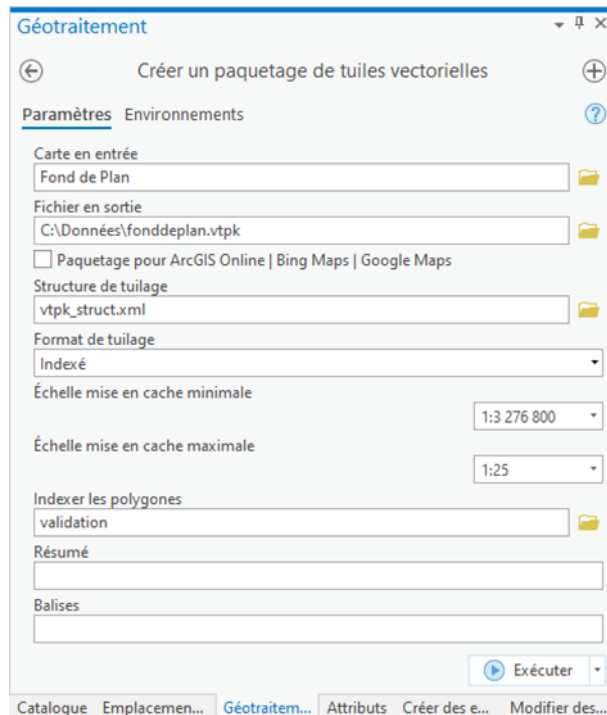 Géotraitement
Créer un paquetage de tuiles vectorielles
Paramètres Environnements
Carte en entrée
Fond de Plan
Fichier en sortie
C:\Données\fonddeplan.vtpk
Paquetage pour ArcGIS Online | Bing Maps | Google Maps
Structure de tuilage
vtpk_struct.xml
Format de tuilage
Indexé
Échelle mise en cache minimale
1:3 276 800
Échelle mise en cache maximale
1:25
Indexer les polygones
validation
Résumé
Balises
Exécuter
Catalogue Emplacemen... Géotraitem... Attributs Créer des e... Modifier des...